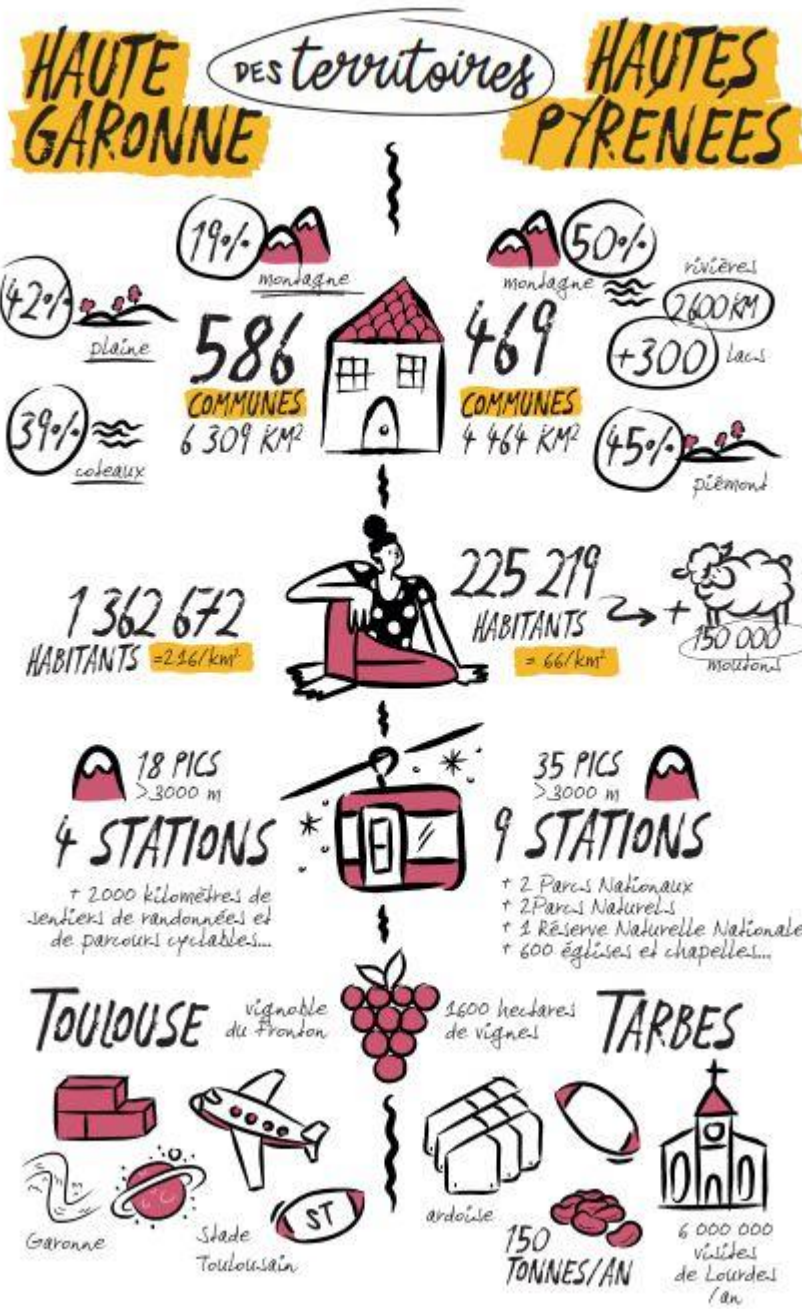 HAUTE
GARONNE
DES territoires
HAUTES
PYRENÉES
19%
montagne
42%
plaine
39%
coteaux
586
COMMUNES
6 309 KM²
50%
montagne
rivières
2600 KM
+300 lacs
469
COMMUNES
4 464 KM²
45%
piémont
1 362 672
HABITANTS =216/km²
225 219
HABITANTS
= 66/km²
+
150 000
moutons
18 PICS
>3000 m
4 STATIONS
+ 2000 kilomètres de
sentiers de randonnées et
de parcours cyclables...
35 PICS
>3000 m
9 STATIONS
+ 2 Parcs Nationaux
+ 2Parcs Naturels
+ 1 Réserve Naturelle Nationale
+ 600 églises et chapelles...
TOULOUSE
vignoble
du fronton
1600 hectares
de vignes
TARBES
Garonne
Stade
Toulousain
ST
ardoise
150
TONNES/AN
6 000 000
visites
de Lourdes
/an